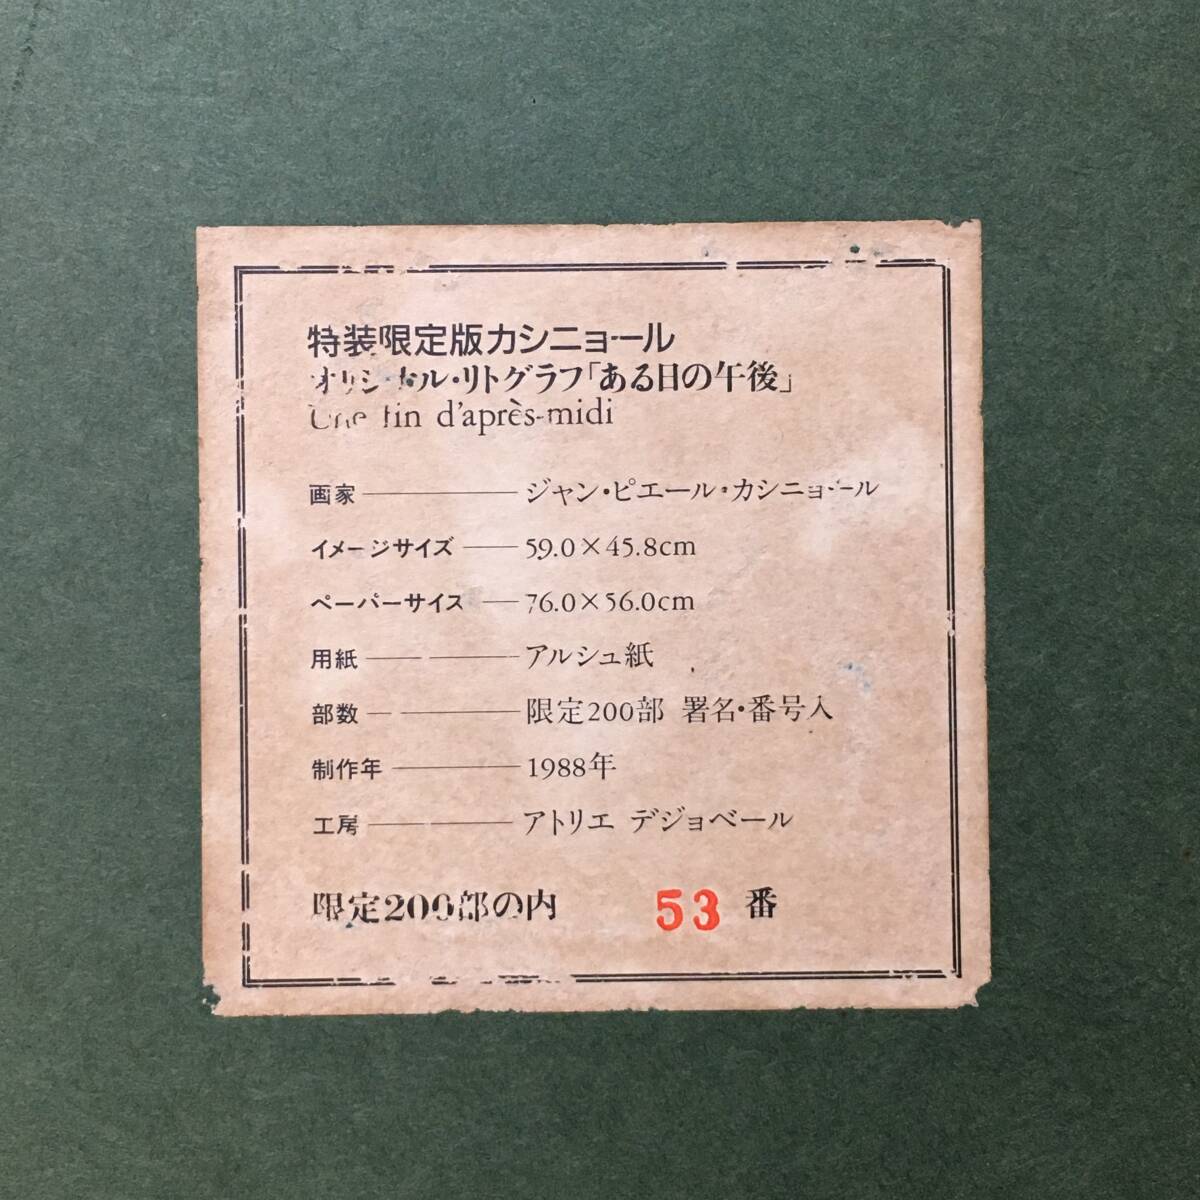 特装限定版カシニョール
オリジナル・リトグラフ「ある日の午後」
Une fin d'après-midi
画家 ——— ジャン・ピエール・カシニョール
イメージサイズ ——— 59.0×45.8cm
ペーパーサイズ ——— 76.0×56.0cm
用紙 ——— アルシュ紙
部数 ——— 限定200部 署名・番号入
制作年 ——— 1988年
工房 ——— アトリエ デジョベール
限定200部の内 53 番